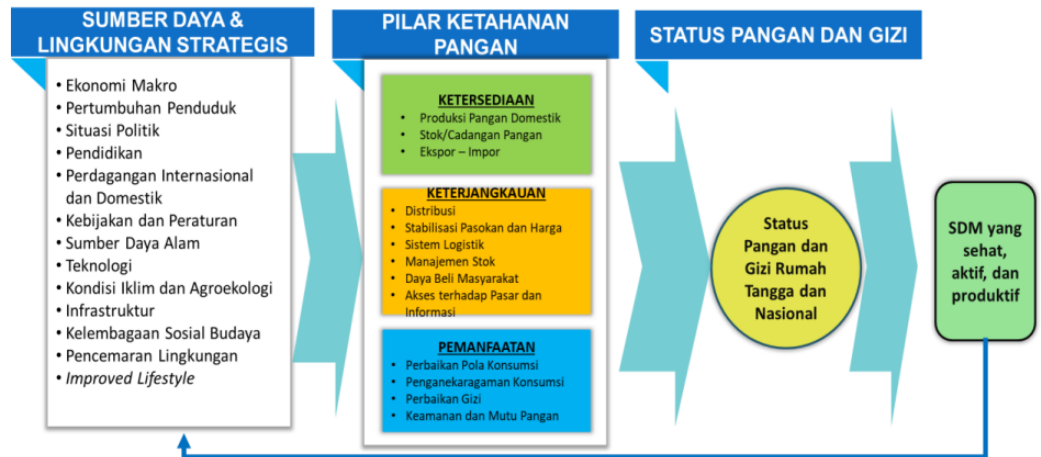 SUMBER DAYA &
LINGKUNGAN STRATEGIS
• Ekonomi Makro
• Pertumbuhan Penduduk
• Situasi Politik
• Pendidikan
• Perdagangan Internasional
dan Domestik
• Kebijakan dan Peraturan
• Sumber Daya Alam
• Teknologi
• Kondisi Iklim dan Agroekologi
• Infrastruktur
• Kelembagaan Sosial Budaya
• Pencemaran Lingkungan
• Improved Lifestyle
PILAR KETAHANAN
PANGAN
KETERSEDIAAN
• Produksi Pangan Domestik
• Stok/Cadangan Pangan
• Ekspor – Impor
KETERJANGKAUAN
• Distribusi
• Stabilisasi Pasokan dan Harga
• Sistem Logistik
• Manajemen Stok
• Daya Beli Masyarakat
• Akses terhadap Pasar dan
Informasi
PEMANFAATAN
• Perbaikan Pola Konsumsi
• Penganekaragaman Konsumsi
• Perbaikan Gizi
• Keamanan dan Mutu Pangan
STATUS PANGAN DAN GIZI
Status
Pangan dan
Gizi Rumah
Tangga dan
Nasional
SDM yang
sehat,
aktif, dan
produktif